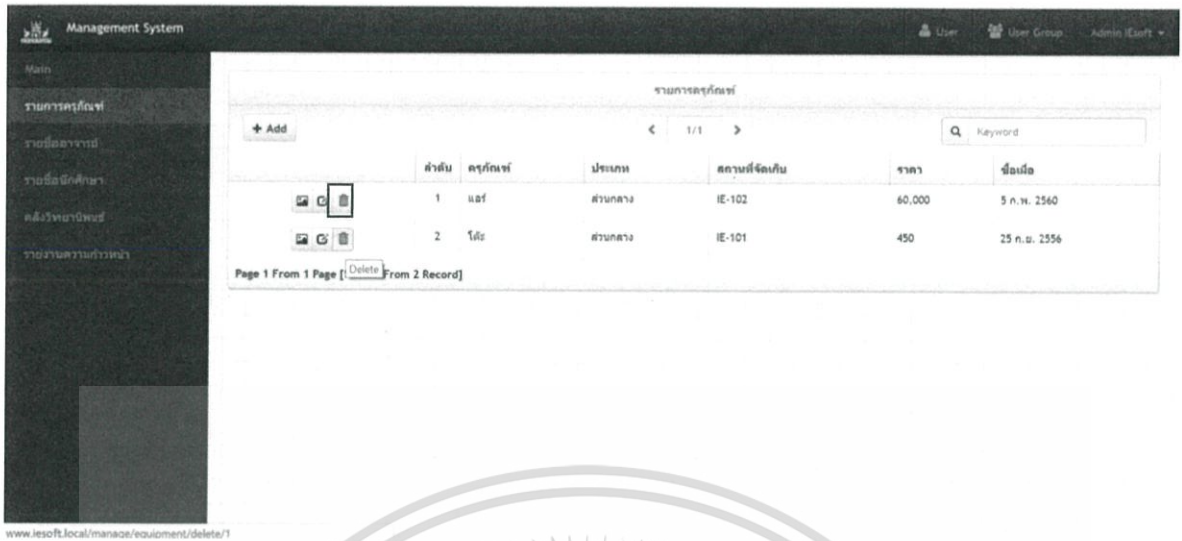 Management System
User
User Group
Admin IEsoft
Main
รายการครุภัณฑ์
รายชื่ออาจารย์
รายชื่อนักศึกษา
คลังวิทยานิพนธ์
รายงานความก้าวหน้า
รายการครุภัณฑ์
+ Add
1/1
Keyword
ลำดับ ครุภัณฑ์ ประเภท สถานที่จัดเก็บ ราคา ซื้อเมื่อ
1 แอร์ ส่วนกลาง IE-102 60,000 5 ก.พ. 2560
2 โต๊ะ ส่วนกลาง IE-101 450 25 ก.ย. 2556
Delete
Page 1 From 1 Page [ From 2 Record]
www.iesoft.local/manage/equipment/delete/1